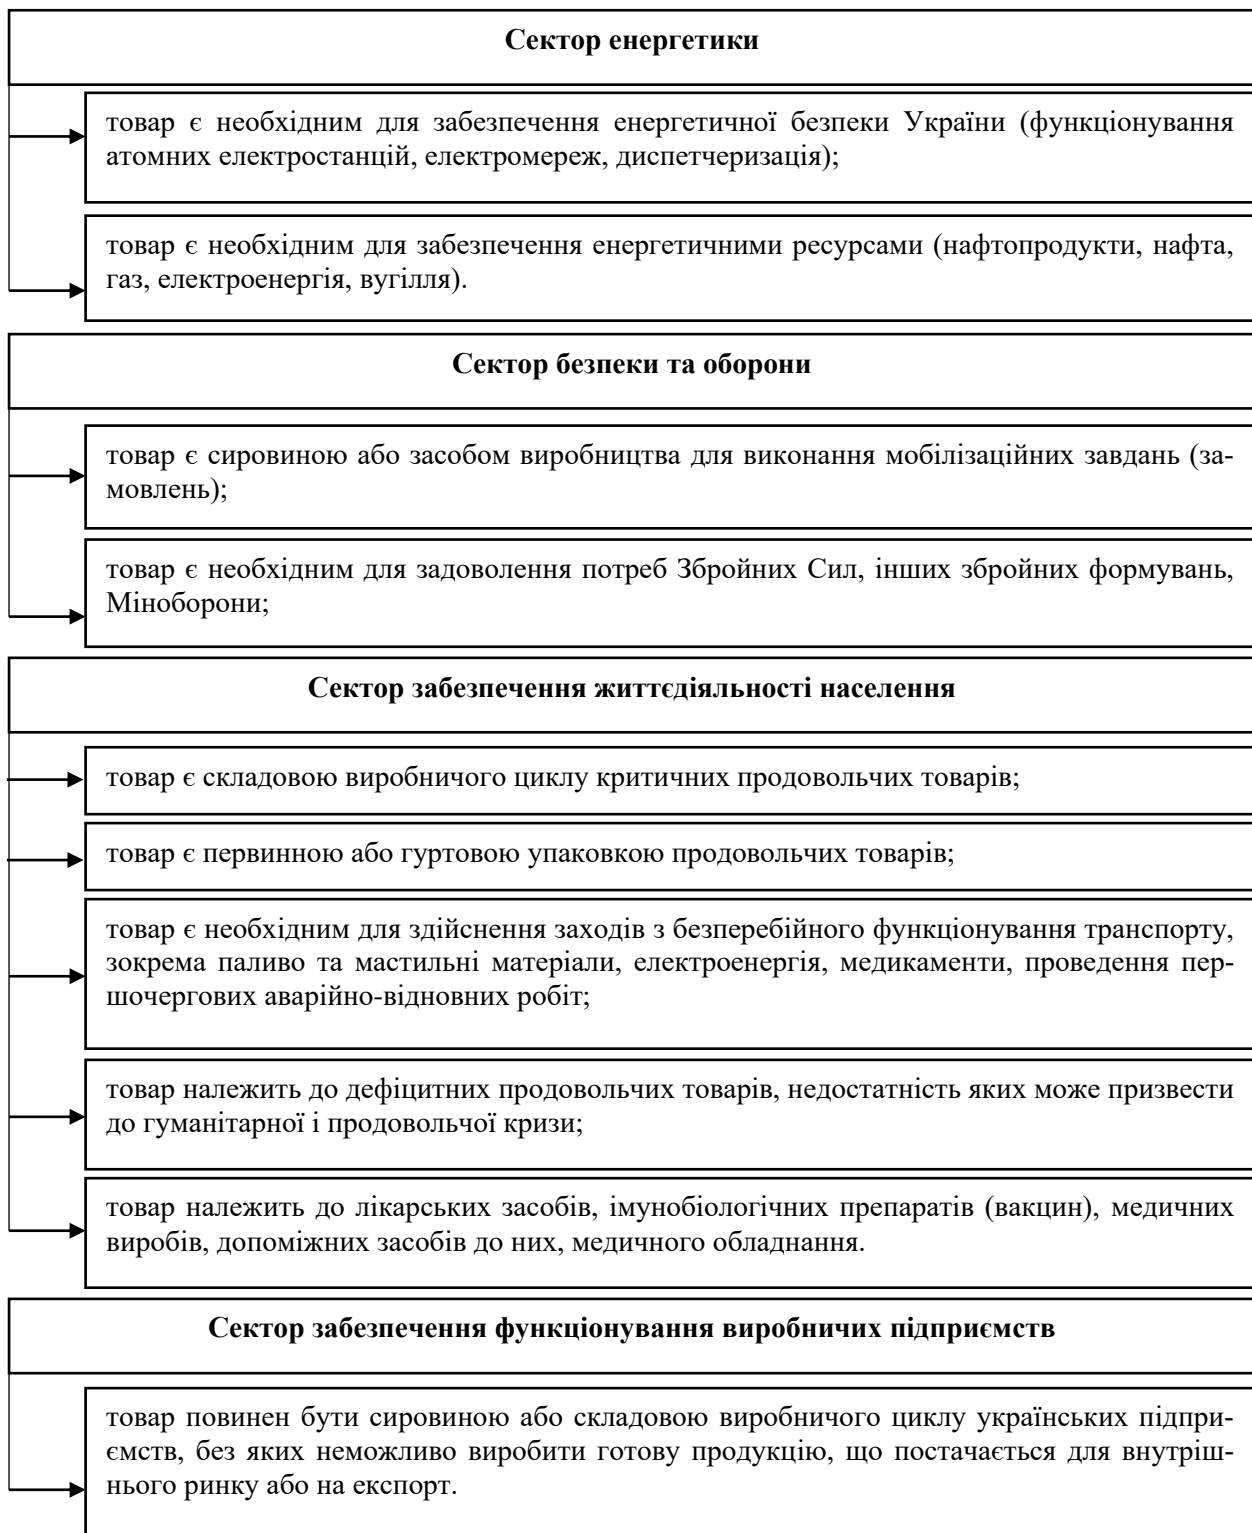 Сектор енергетики
товар є необхідним для забезпечення енергетичної безпеки України (функціонування
атомних електростанцій, електромереж, диспетчеризація);
товар є необхідним для забезпечення енергетичними ресурсами (нафтопродукти, нафта,
газ, електроенергія, вугілля).
Сектор безпеки та оборони
товар є сировиною або засобом виробництва для виконання мобілізаційних завдань (за-
мовлень);
товар є необхідним для задоволення потреб Збройних Сил, інших збройних формувань,
Міноборони;
Сектор забезпечення життєдіяльності населення
товар є складовою виробничого циклу критичних продовольчих товарів;
товар є первинною або гуртовою упаковкою продовольчих товарів;
товар є необхідним для здійснення заходів з безперебійного функціонування транспорту,
зокрема паливо та мастильні матеріали, електроенергія, медикаменти, проведення пер-
шочергових аварійно-відновних робіт;
товар належить до дефіцитних продовольчих товарів, недостатність яких може призвести
до гуманітарної і продовольчої кризи;
товар належить до лікарських засобів, імунобіологічних препаратів (вакцин), медичних
виробів, допоміжних засобів до них, медичного обладнання.
Сектор забезпечення функціонування виробничих підприємств
товар повинен бути сировиною або складовою виробничого циклу українських підпри-
ємств, без яких неможливо виробити готову продукцію, що постачається для внутріш-
нього ринку або на експорт.